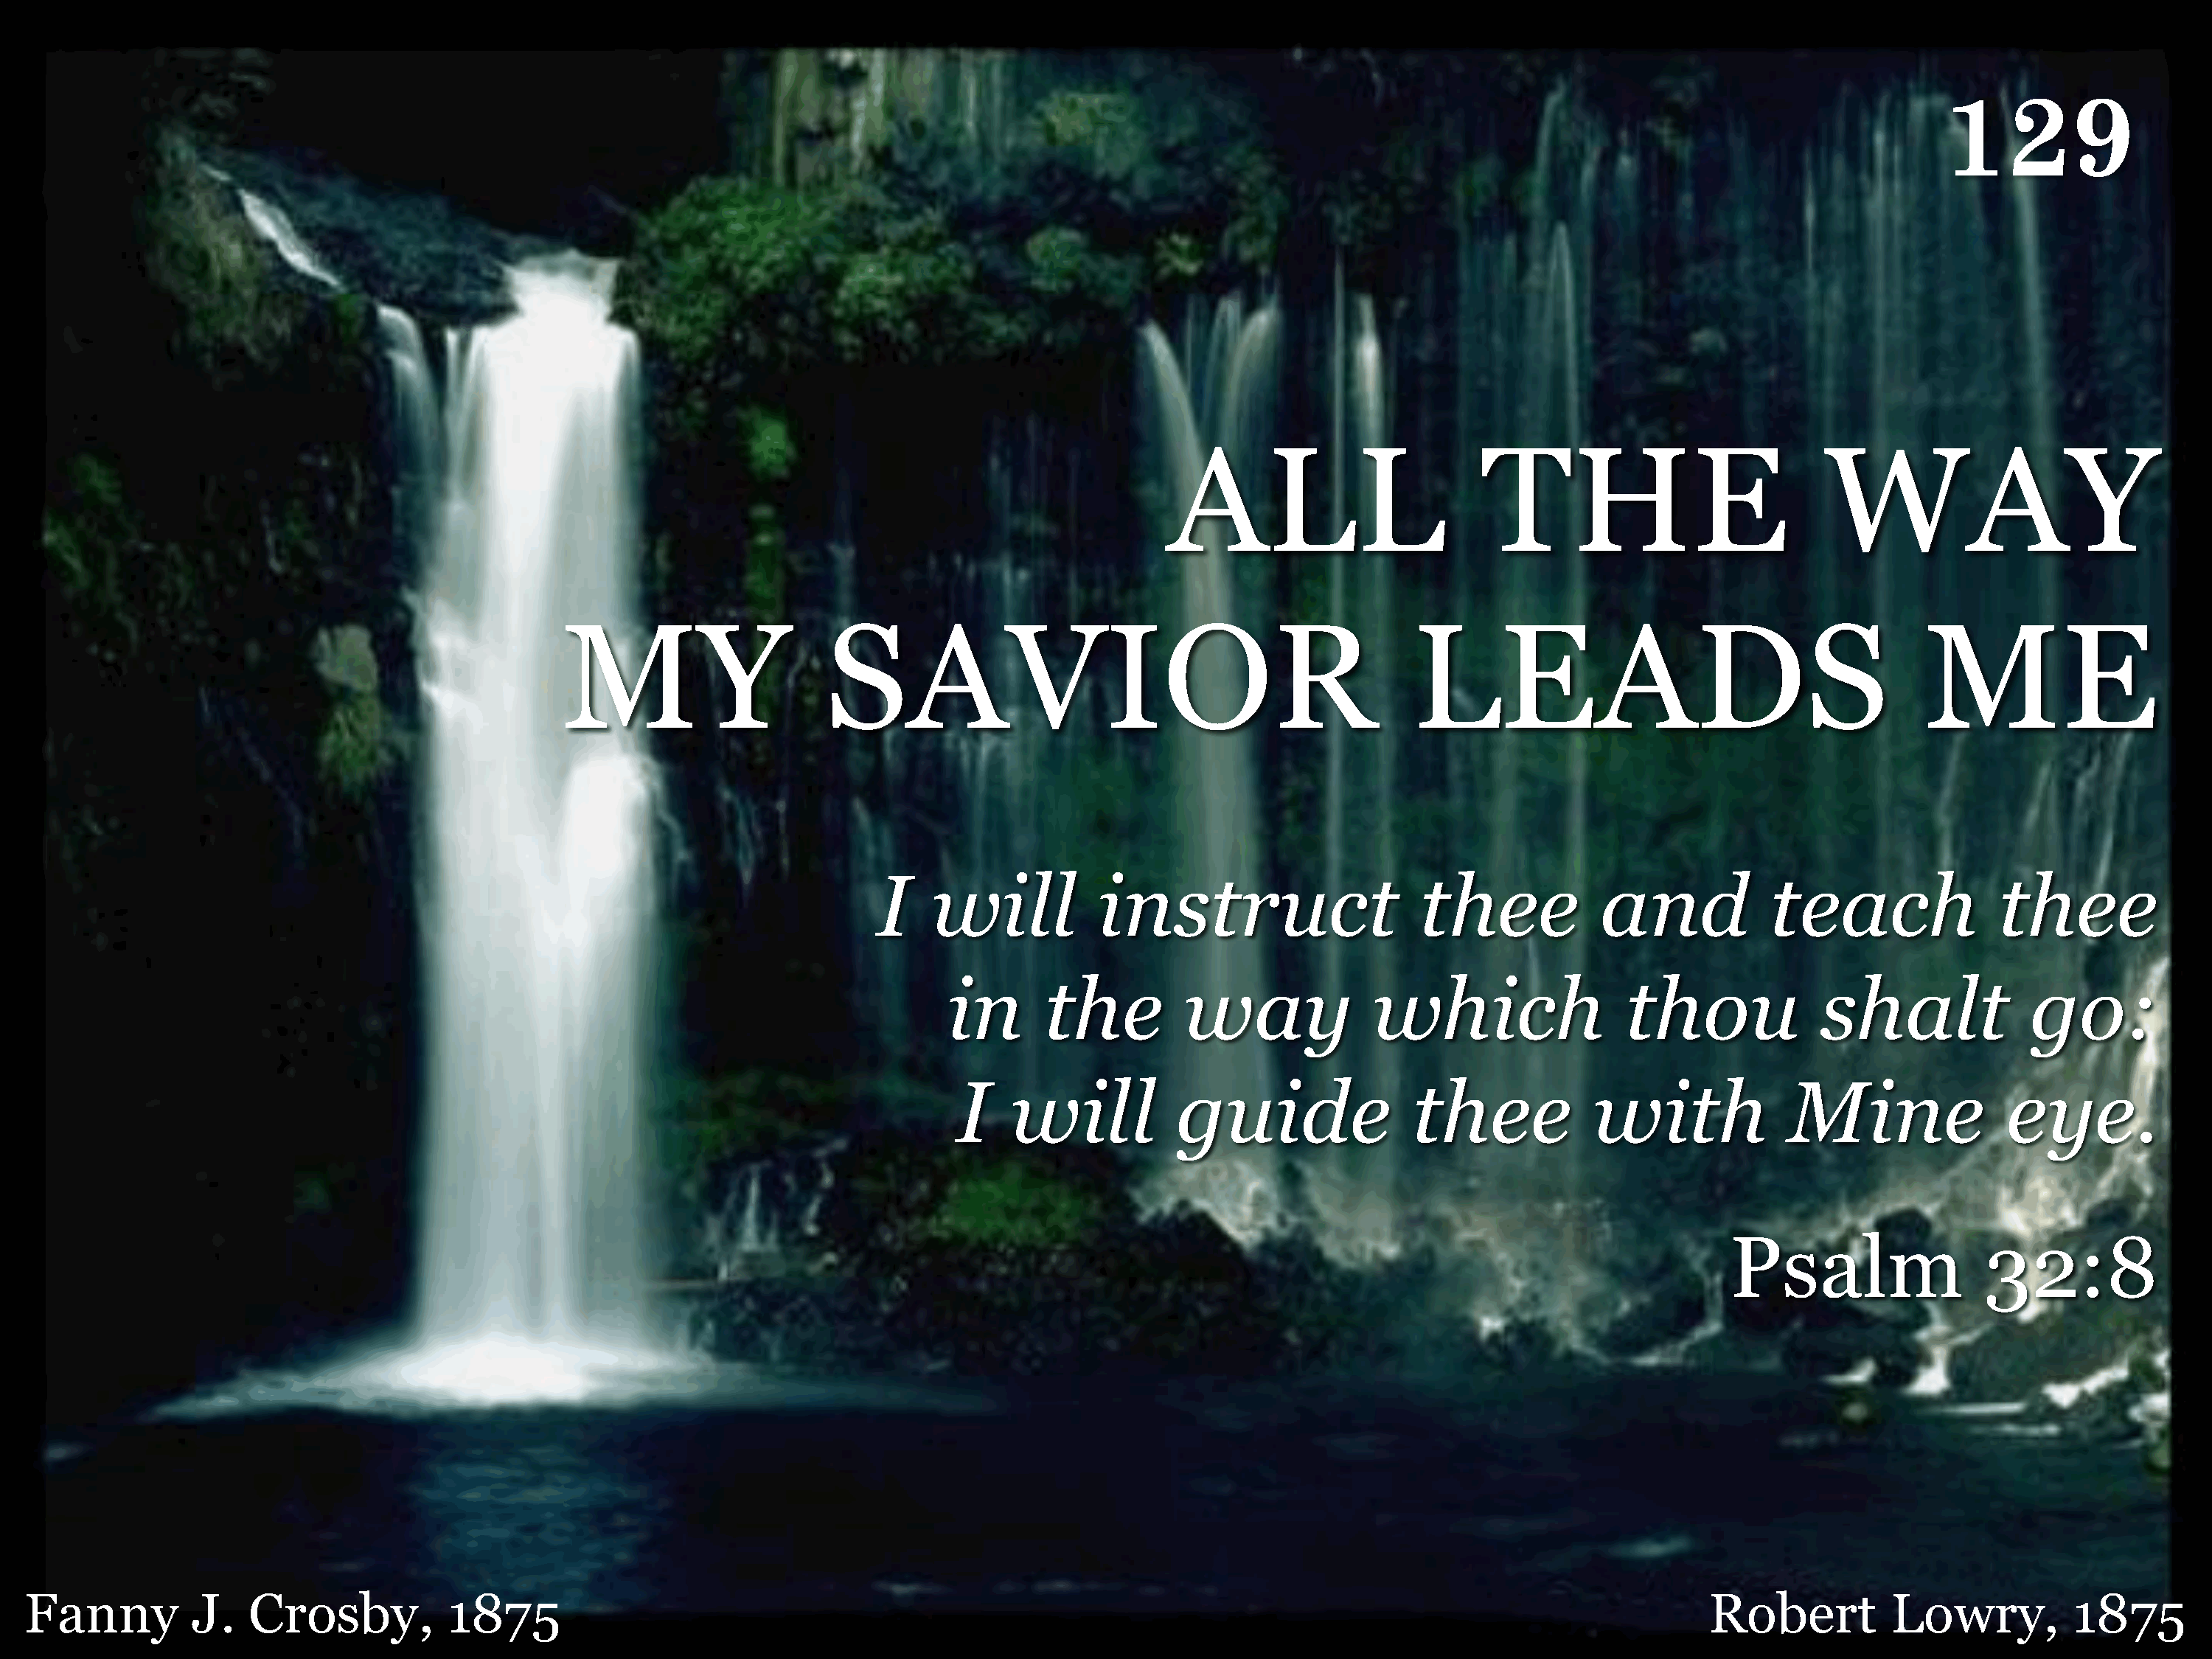 129
ALL THE WAY
MY SAVIOR LEADS ME
I will instruct thee and teach thee
in the way which thou shalt go:
I will guide thee with Mine eye.
Psalm 32:8
Fanny J. Crosby, 1875
Robert Lowry, 1875